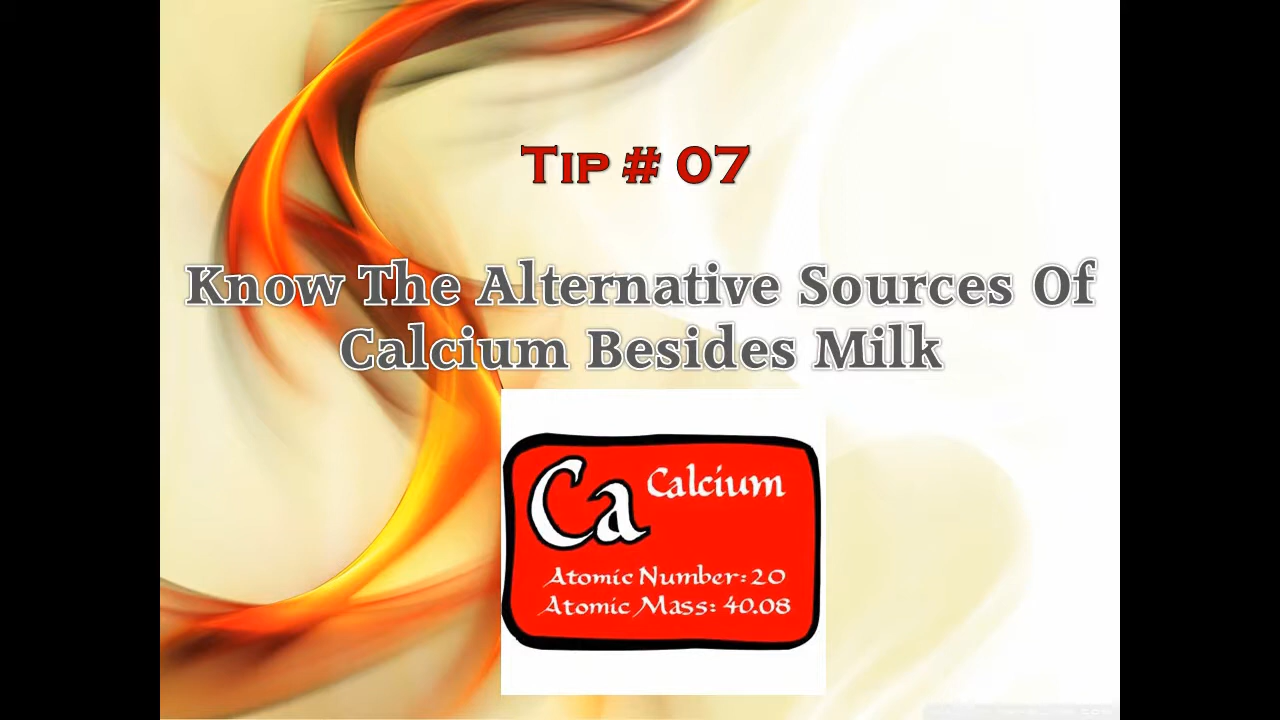 Tip # 07
Know The Alternative Sources Of
Calcium Besides Milk
Ca Calcium
Atomic Number: 20
Atomic Mass: 40.08